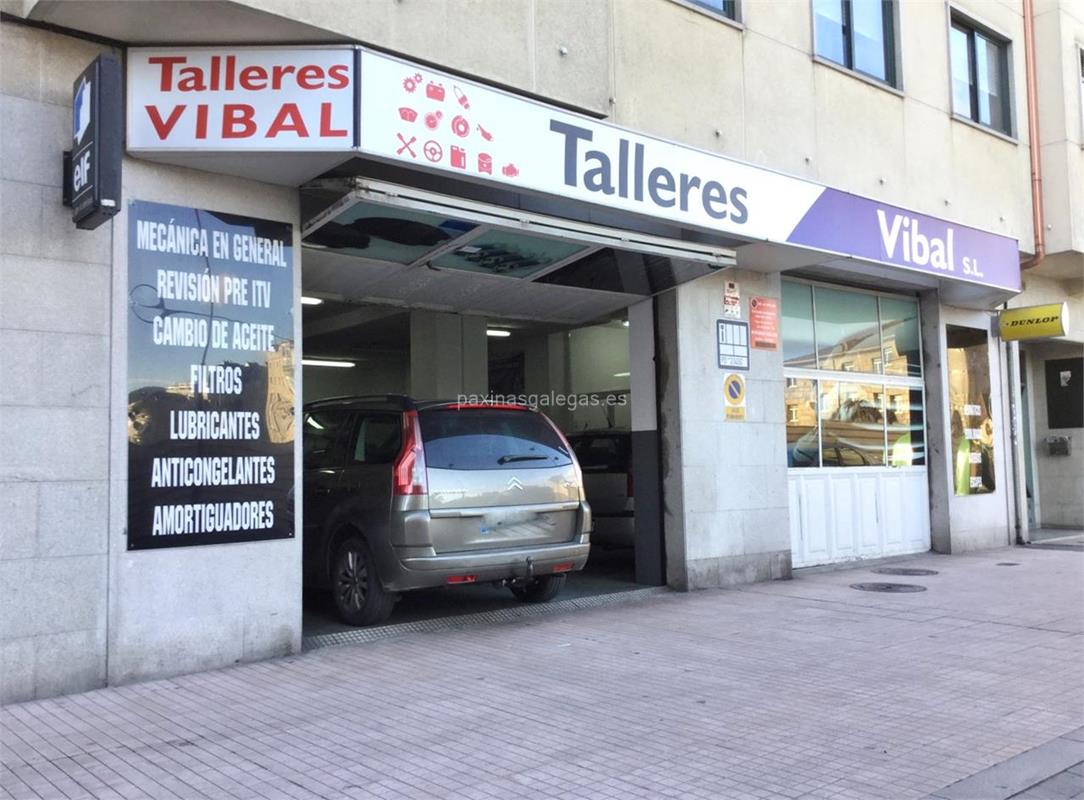 Talleres
VIBAL
elf
MECÁNICA EN GENERAL
REVISIÓN PRE ITV
CAMBIO DE ACEITE
FILTROS
LUBRICANTES
ANTICONGELANTES
AMORTIGUADORES
Talleres
Vibal S.L.
DUNLOP
paxinasgalegas.es